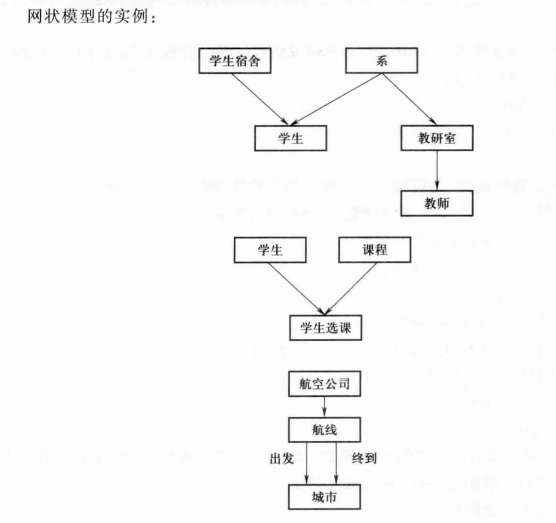 网状模型的实例：
学生宿舍 系
学生 教研室
教师
学生 课程
学生选课
航空公司
航线
出发 终到
城市